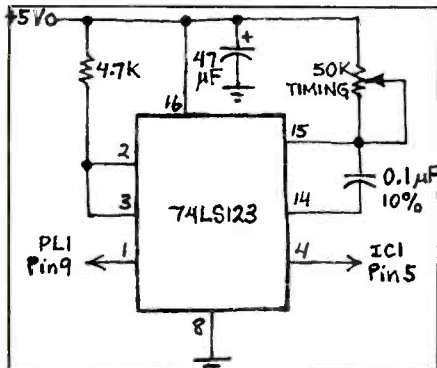 +5V
4.7K
47
µF
+
50K
TIMING
16
15
2
0.1µF
10%
3
14
74LS123
PL1
Pin9
1
4
IC1
Pin5
8